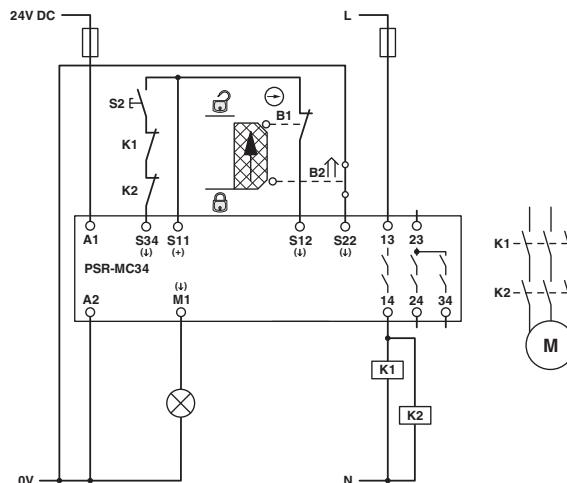 24V DC
L
S2
B1
K1
B2
K2
A1
S34
S11
S12
S22
13
23
(↓)
(+)
(↓)
(↓)
PSR-MC34
K1
K2
A2
(↓)
M1
14
24
34
M
K1
K2
0V
N